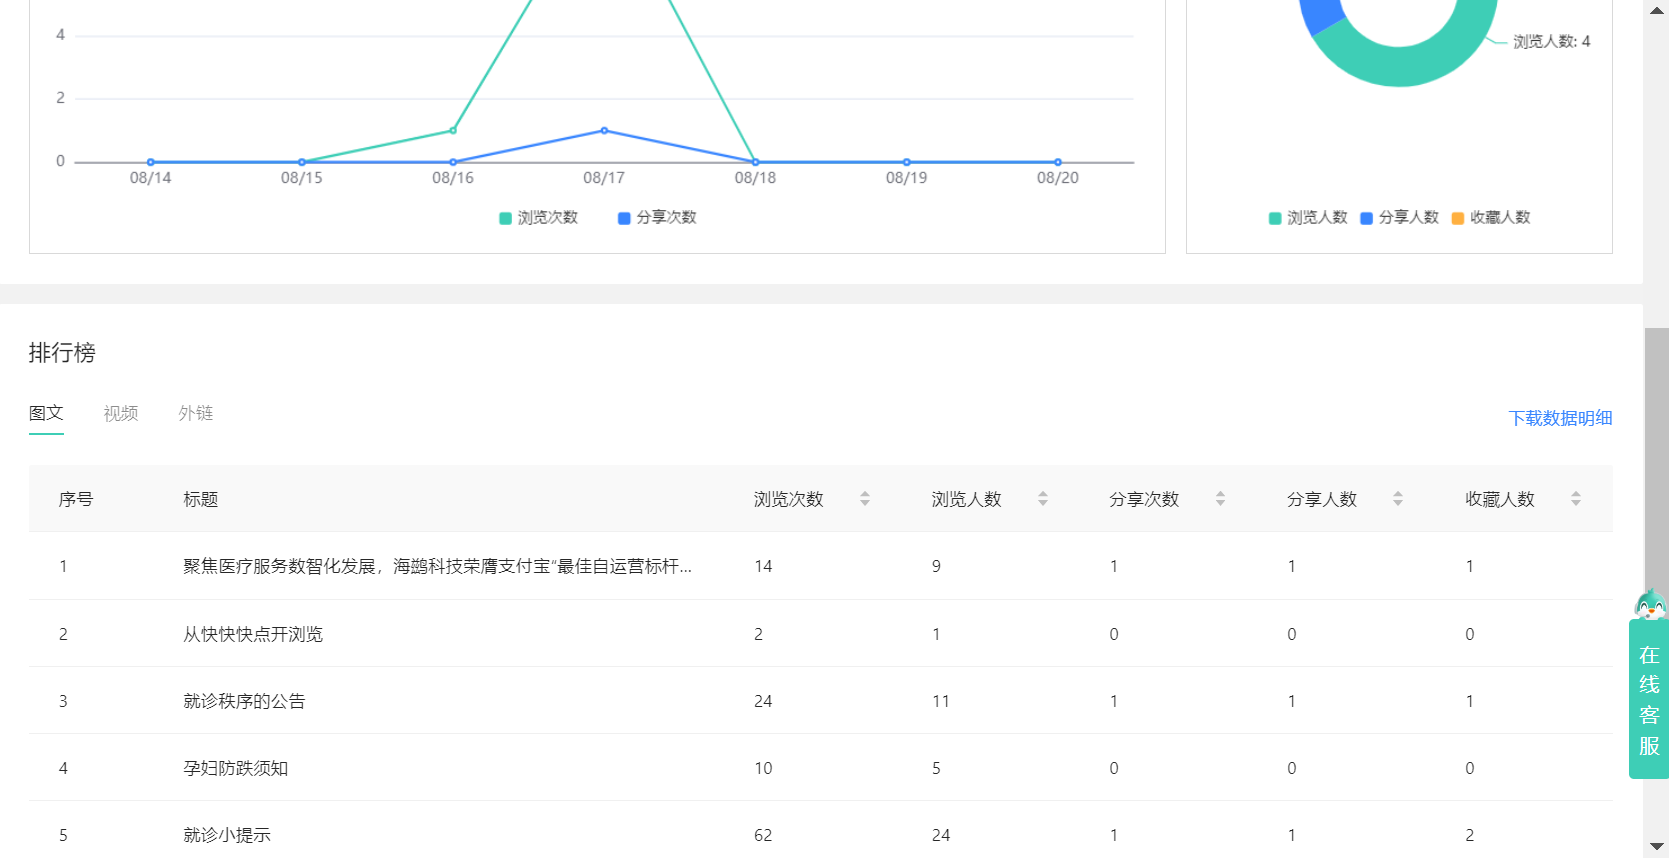 4
浏览人数: 4
2
0
08/14 08/15 08/16 08/17 08/18 08/19 08/20
浏览次数 分享次数
浏览人数 分享人数 收藏人数
排行榜
图文 视频 外链
下载数据明细
序号 标题 浏览次数 浏览人数 分享次数 分享人数 收藏人数
1 聚焦医疗服务数智化发展，海鹚科技荣膺支付宝“最佳自运营标杆... 14 9 1 1 1
2 从快快快点开浏览 2 1 0 0 0
3 就诊秩序的公告 24 11 1 1 1
4 孕妇防跌须知 10 5 0 0 0
5 就诊小提示 62 24 1 1 2
在
线
客
服